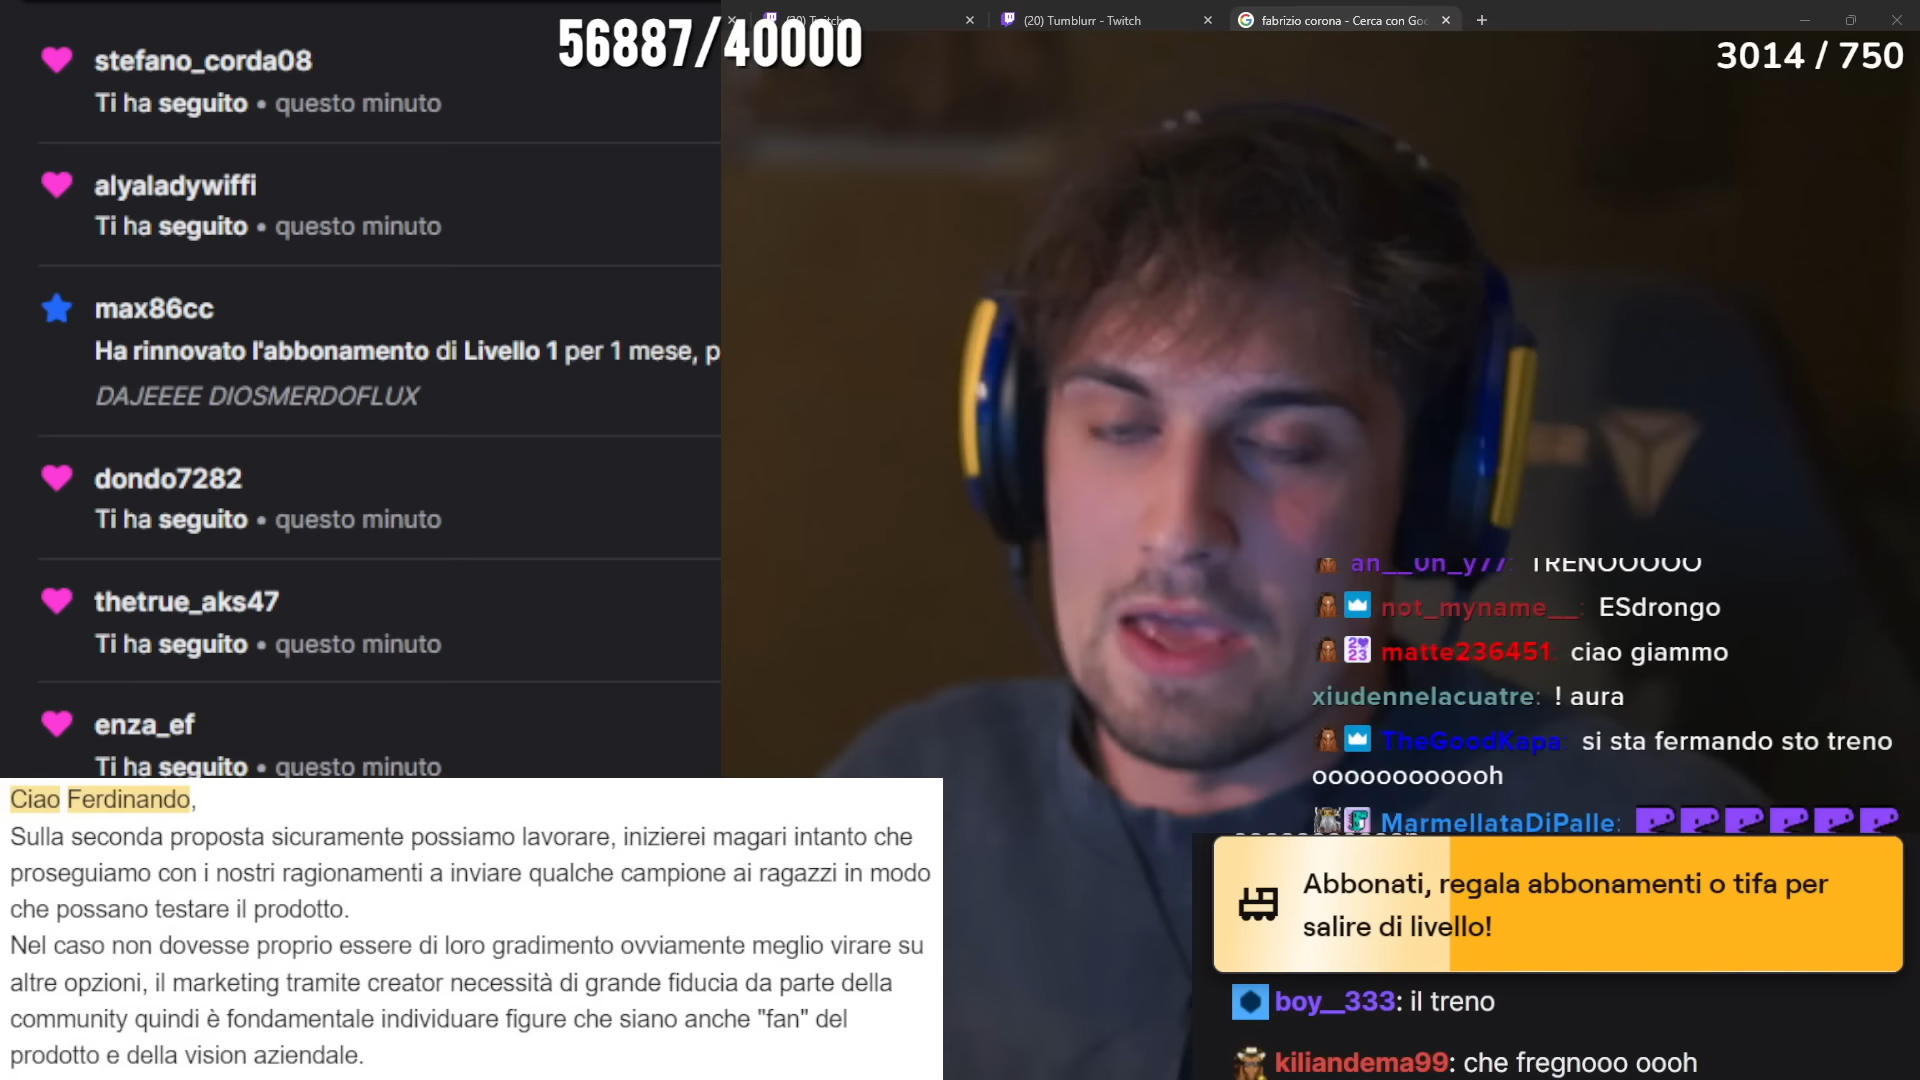 (20) Twitch
(20) Tumblurr - Twitch
fabrizio corona - Cerca con Goo
56887/40000
3014 / 750
stefano_corda08
Ti ha seguito • questo minuto
alyaladywiffi
Ti ha seguito • questo minuto
max86cc
Ha rinnovato l'abbonamento di Livello 1 per 1 mese, p
DAJEEEE DIOSMERDOFLUX
dondo7282
Ti ha seguito • questo minuto
thetrue_aks47
Ti ha seguito • questo minuto
enza_ef
Ti ha seguito • questo minuto
Ciao Ferdinando,
Sulla seconda proposta sicuramente possiamo lavorare, inizierei magari intanto che
proseguiamo con i nostri ragionamenti a inviare qualche campione ai ragazzi in modo
che possano testare il prodotto.
Nel caso non dovesse proprio essere di loro gradimento ovviamente meglio virare su
altre opzioni, il marketing tramite creator necessità di grande fiducia da parte della
community quindi è fondamentale individuare figure che siano anche "fan" del
prodotto e della vision aziendale.
TRENOOOOO
not_myname__: ESdrongo
matte236451: ciao giammo
xiudennelacuatre: ! aura
TheGoodKapa: si sta fermando sto treno
oooooooooooh
MarmellataDiPalle:
Abbonati, regala abbonamenti o tifa per
salire di livello!
boy__333: il treno
kiliandema99: che fregnooo oooh